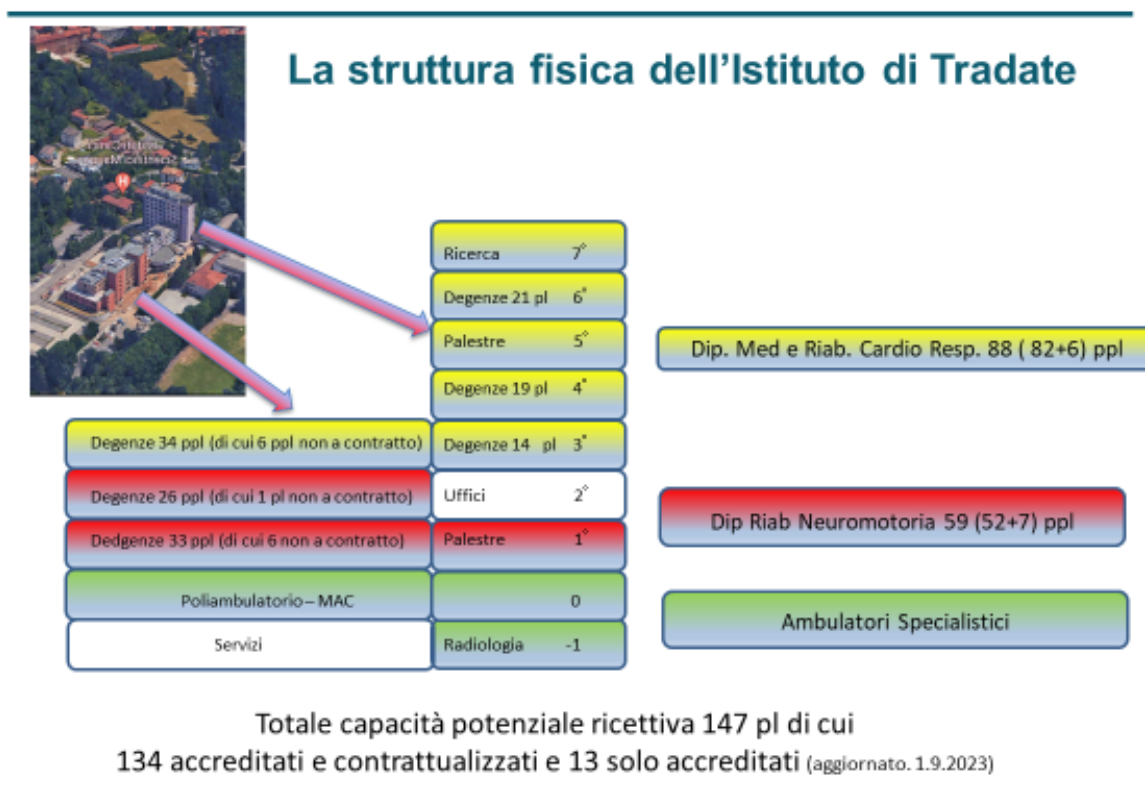 La struttura fisica dell'Istituto di Tradate
H
Ricerca 7°
Degenze 21 pl 6°
Palestre 5°
Dip. Med e Riab. Cardio Resp. 88 ( 82+6) ppl
Degenze 19 pl 4°
Degenze 34 ppl (di cui 6 ppl non a contratto) Degenze 14 pl 3°
Degenze 26 ppl (di cui 1 pl non a contratto) Uffici 2°
Dip Riab Neuromotoria 59 (52+7) ppl
Dedgenze 33 ppl (di cui 6 non a contratto) Palestre 1°
Poliambulatorio – MAC 0
Ambulatori Specialistici
Servizi Radiologia -1
Totale capacità potenziale ricettiva 147 pl di cui
134 accreditati e contrattualizzati e 13 solo accreditati (aggiornato. 1.9.2023)